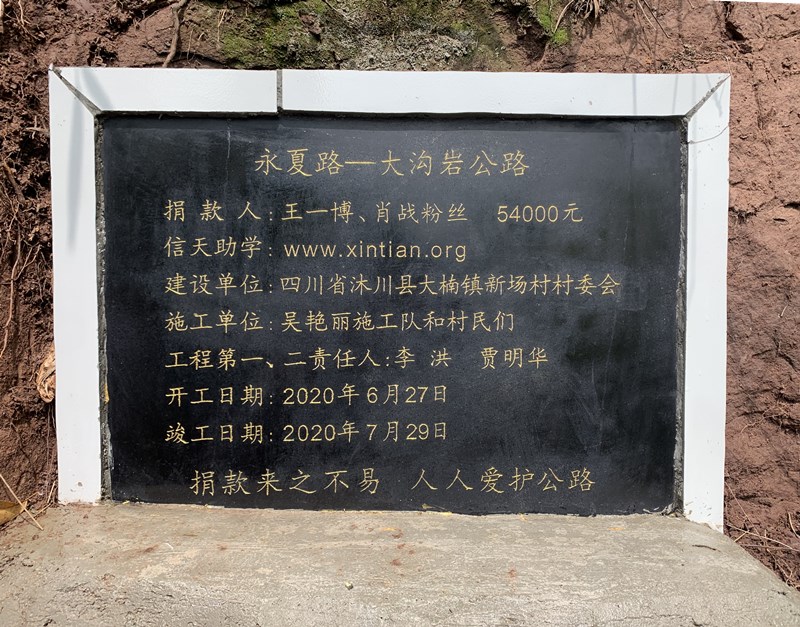 永夏路—大沟岩公路
捐款人:王一博、肖战粉丝 54000元
信天助学:www.xintian.org
建设单位:四川省沐川县大楠镇新场村村委会
施工单位:吴艳丽施工队和村民们
工程第一、二责任人:李洪 贾明华
开工日期:2020年6月27日
竣工日期:2020年7月29日
捐款来之不易 人人爱护公路